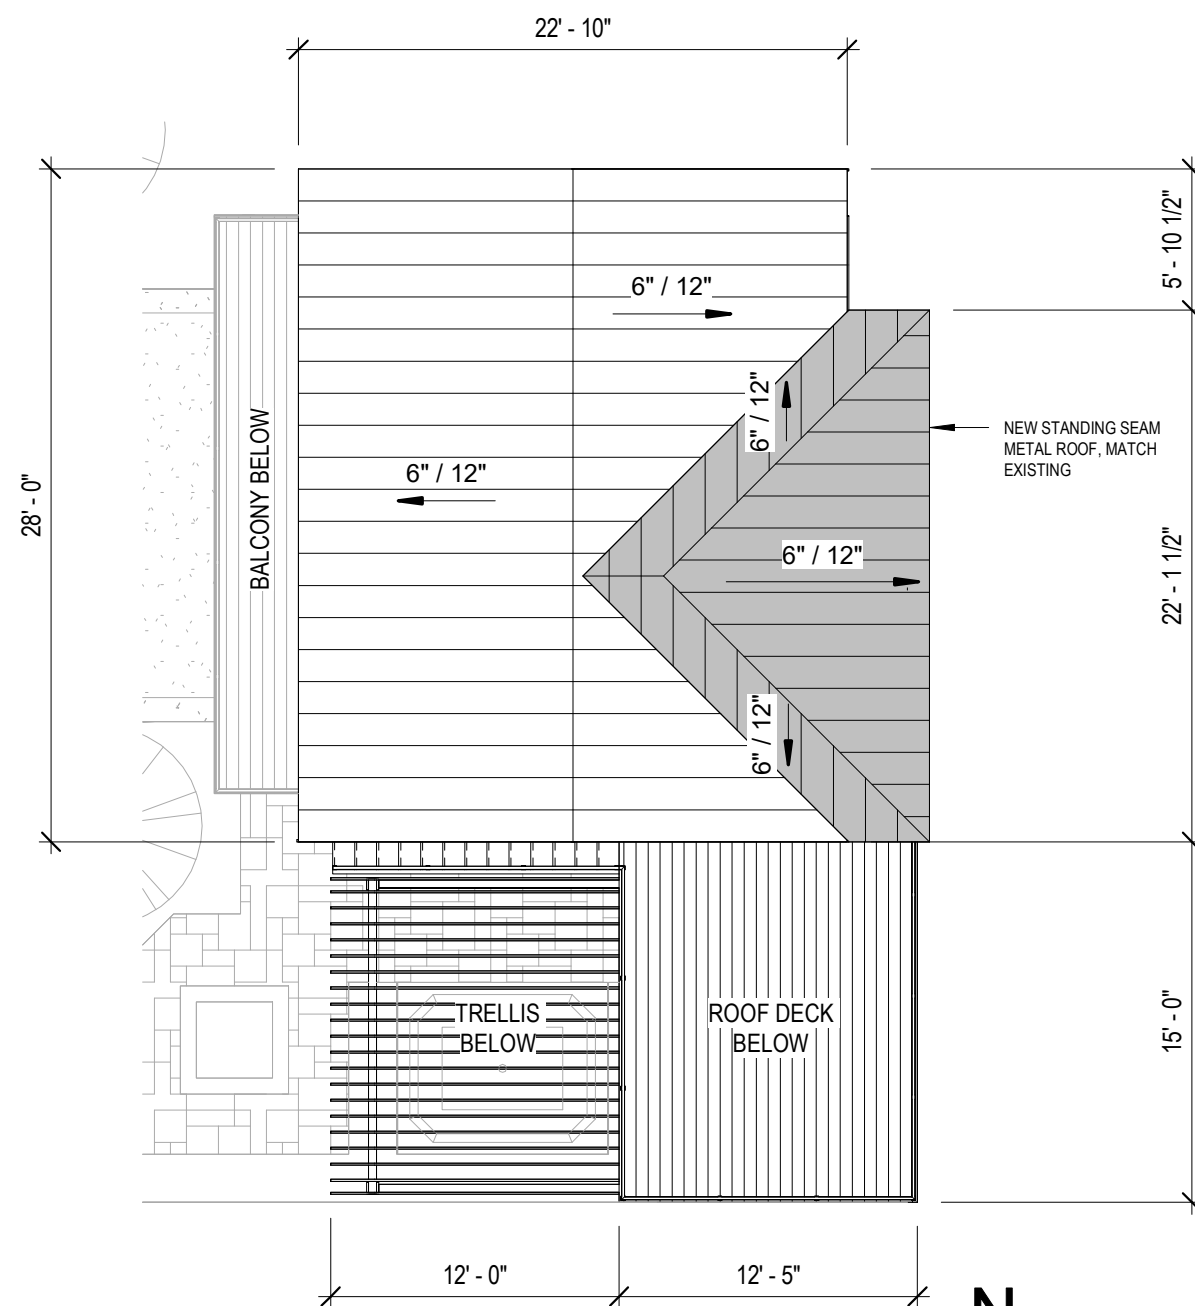 22' - 10"
5' - 10 1/2"
6" / 12"
6" / 12"
NEW STANDING SEAM
METAL ROOF, MATCH
EXISTING
BALCONY BELOW
6" / 12"
28' - 0"
6" / 12"
22' - 1 1/2"
6" / 12"
TRELLIS
BELOW
ROOF DECK
BELOW
15' - 0"
12' - 0"
12' - 5"
N